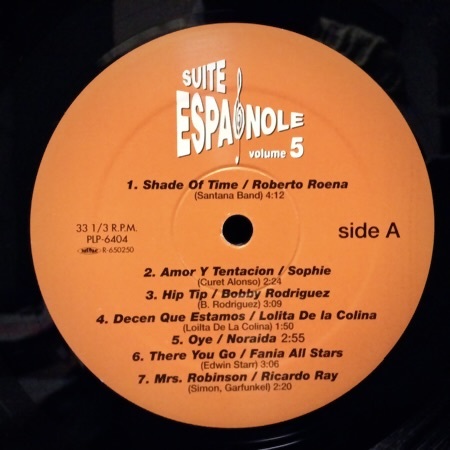 SUITE
ESPAGNOLE
volume 5
1. Shade Of Time / Roberto Roena
(Santana Band) 4:12
33 1/3 R.P.M.
PLP-6404
R-650250
side A
2. Amor Y Tentacion / Sophie
(Curet Alonso) 2:24
3. Hip Tip / Bobby Rodriguez
(B. Rodriguez) 3:09
4. Decen Que Estamos / Lolita De la Colina
(Loilta De La Colina) 1:50
5. Oye / Noraida 2:55
6. There You Go / Fania All Stars
(Edwin Starr) 3:06
7. Mrs. Robinson / Ricardo Ray
(Simon, Garfunkel) 2:20